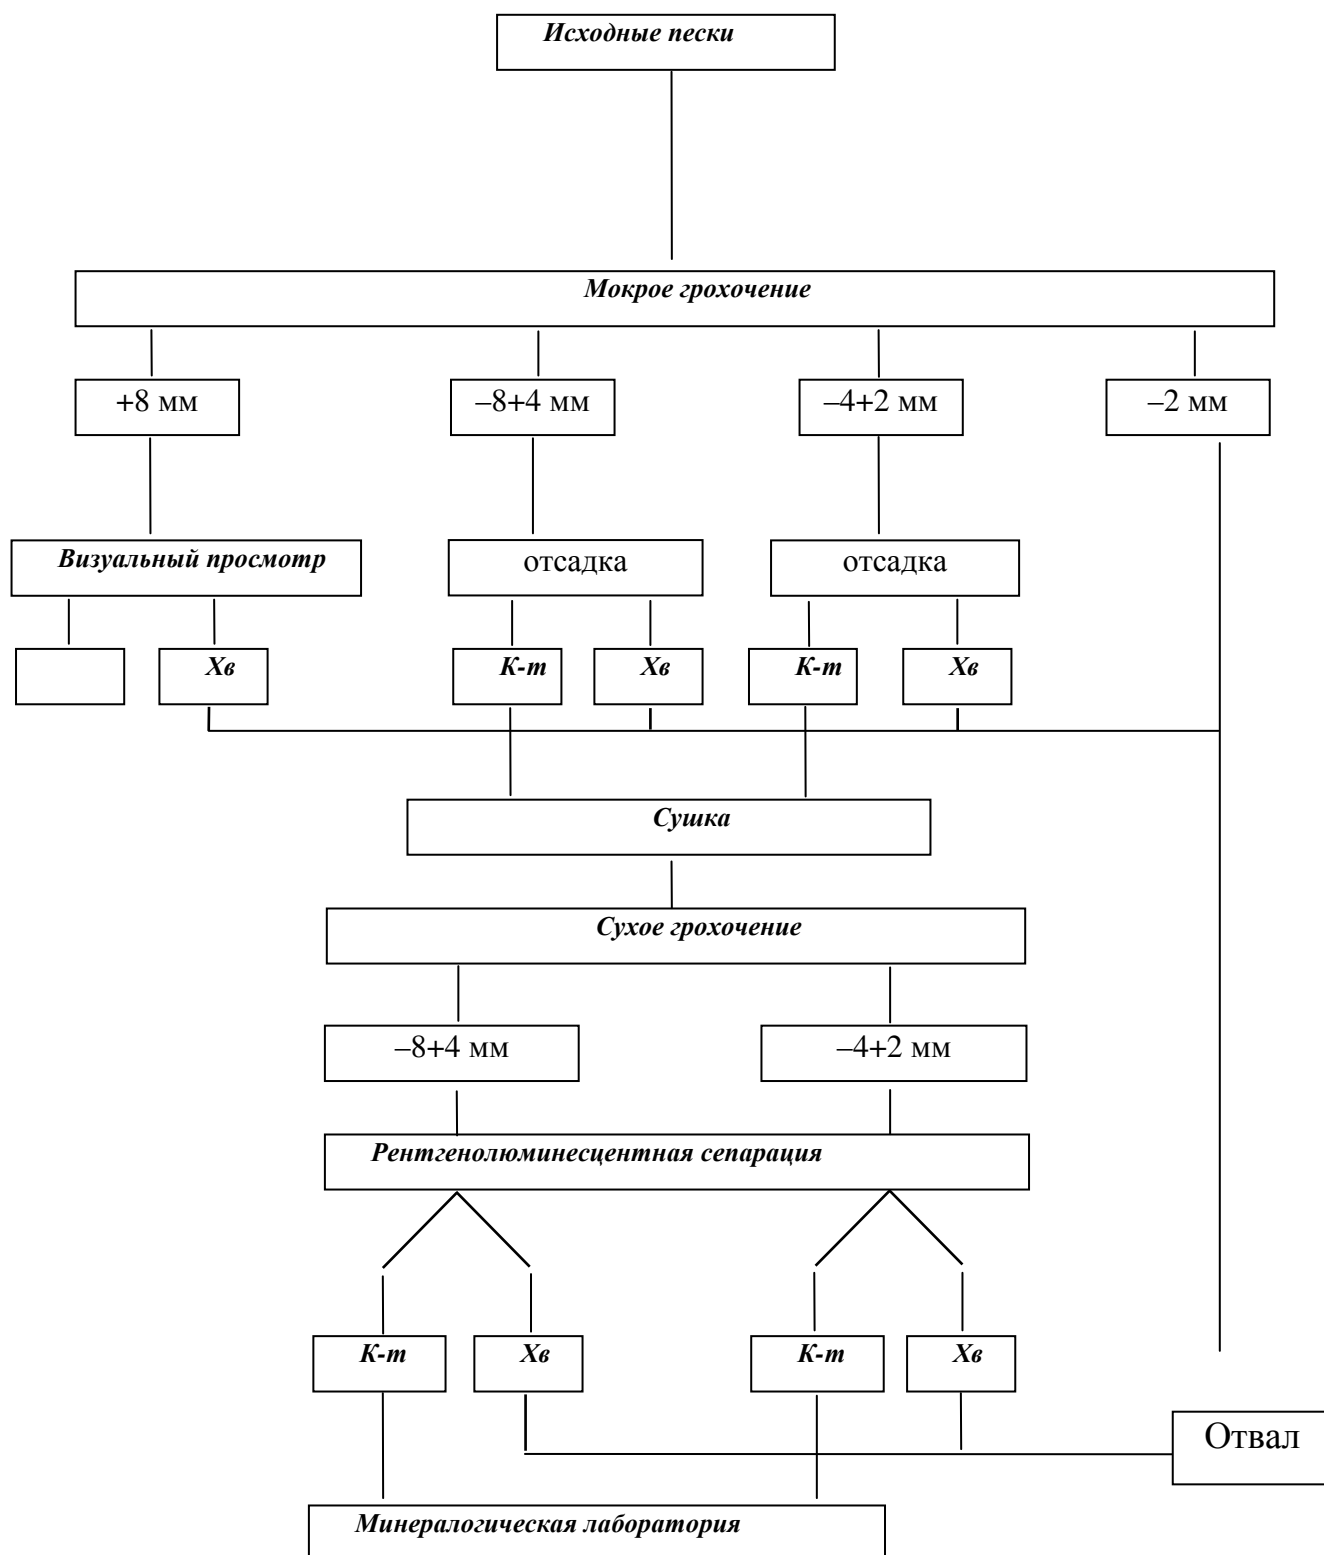 Исходные пески
Мокрое грохочение
+8 мм
–8+4 мм
–4+2 мм
–2 мм
Визуальный просмотр
отсадка
отсадка
Хв
К-т
Хв
К-т
Хв
Сушка
Сухое грохочение
–8+4 мм
–4+2 мм
Рентгенолюминесцентная сепарация
К-т
Хв
К-т
Хв
Отвал
Минералогическая лаборатория